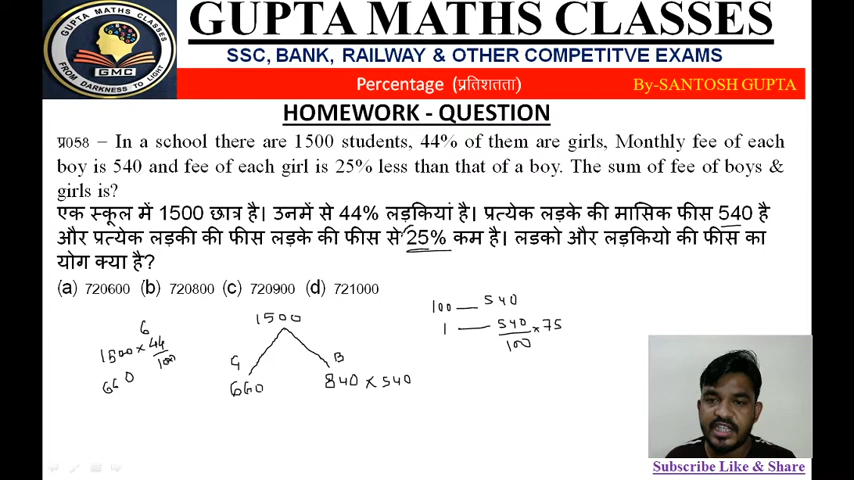 GUPTA MATHS CLASSES
GUPTA MATHS CLASSES
GMC
FROM DARKNESS TO LIGHT
SSC, BANK, RAILWAY & OTHER COMPETITVE EXAMS
Percentage (प्रतिशतता)
By-SANTOSH GUPTA
HOMEWORK - QUESTION
प्र058 – In a school there are 1500 students, 44% of them are girls, Monthly fee of each
boy is 540 and fee of each girl is 25% less than that of a boy. The sum of fee of boys &
girls is?
एक स्कूल में 1500 छात्र है। उनमें से 44% लड़कियां है। प्रत्येक लड़के की मासिक फीस 540 है
और प्रत्येक लड़की की फीस लड़के की फीस से 25% कम है। लडको और लडकियो की फीस का
योग क्या है?
(a) 720600 (b) 720800 (c) 720900 (d) 721000
G
1500 × 44
100
660
1500
G B
660 840 × 540
100 — 540
1 — 540 × 75
100
Subscribe Like & Share